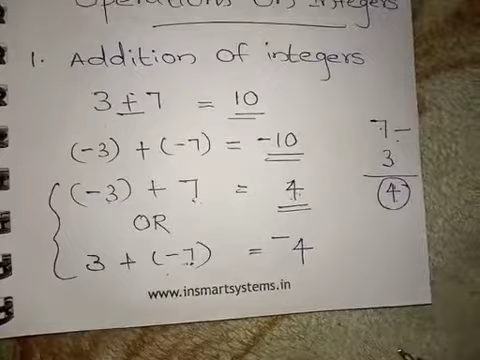 Operations On Integers
1. Addition of integers
3 + 7 = 10
(-3) + (-7) = -10
(-3) + 7 = 4
OR
3 + (-7) = -4
7 -
3
4
www.insmartsystems.in